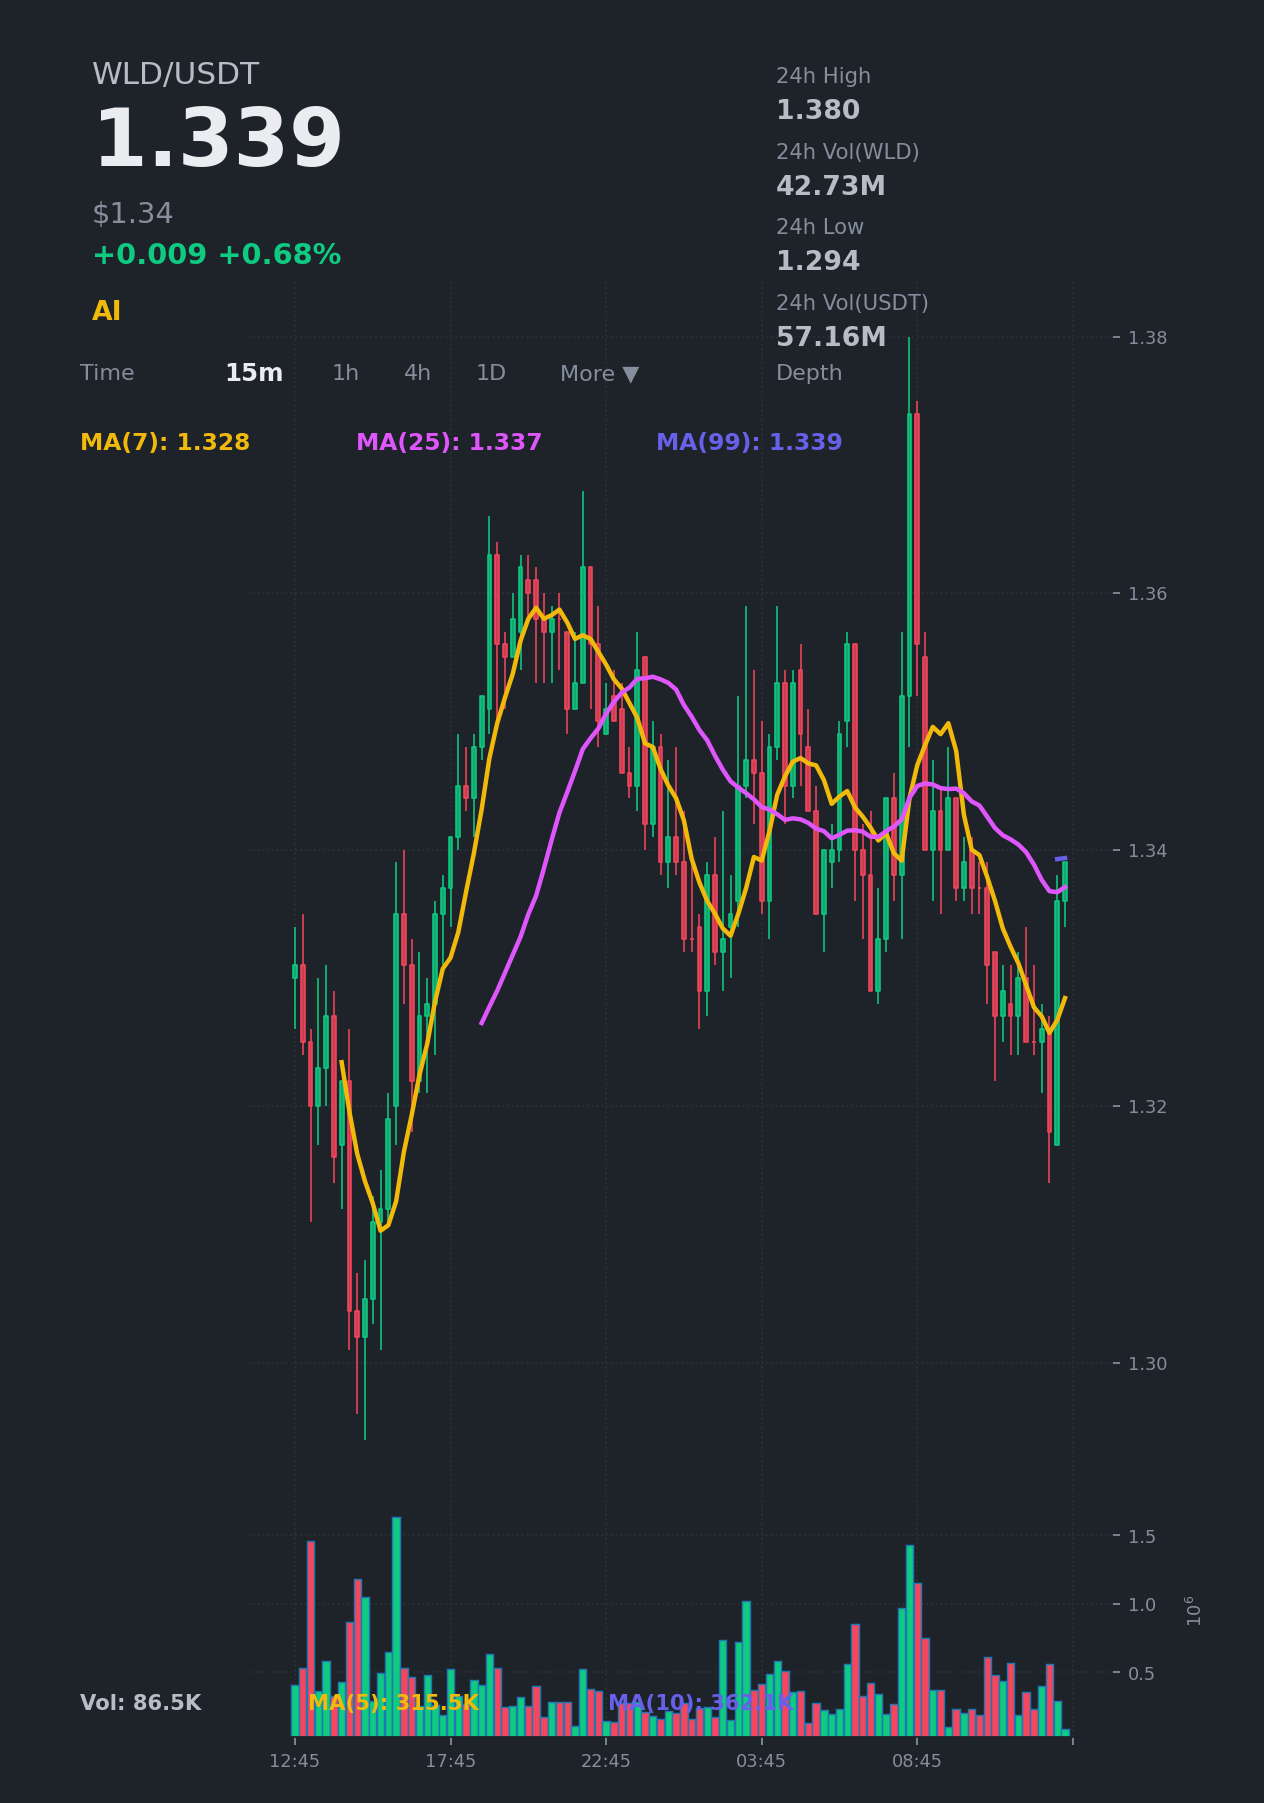 WLD/USDT
1.339
$1.34
+0.009 +0.68%
AI
24h High
1.380
24h Vol(WLD)
42.73M
24h Low
1.294
24h Vol(USDT)
57.16M
Time 15m 1h 4h 1D More ▼ Depth
MA(7): 1.328 MA(25): 1.337 MA(99): 1.339
1.38
1.36
1.34
1.32
1.30
1.5
1.0
0.5
10⁶
Vol: 86.5K MA(5): 315.5K MA(10): 362.1K
12:45 17:45 22:45 03:45 08:45